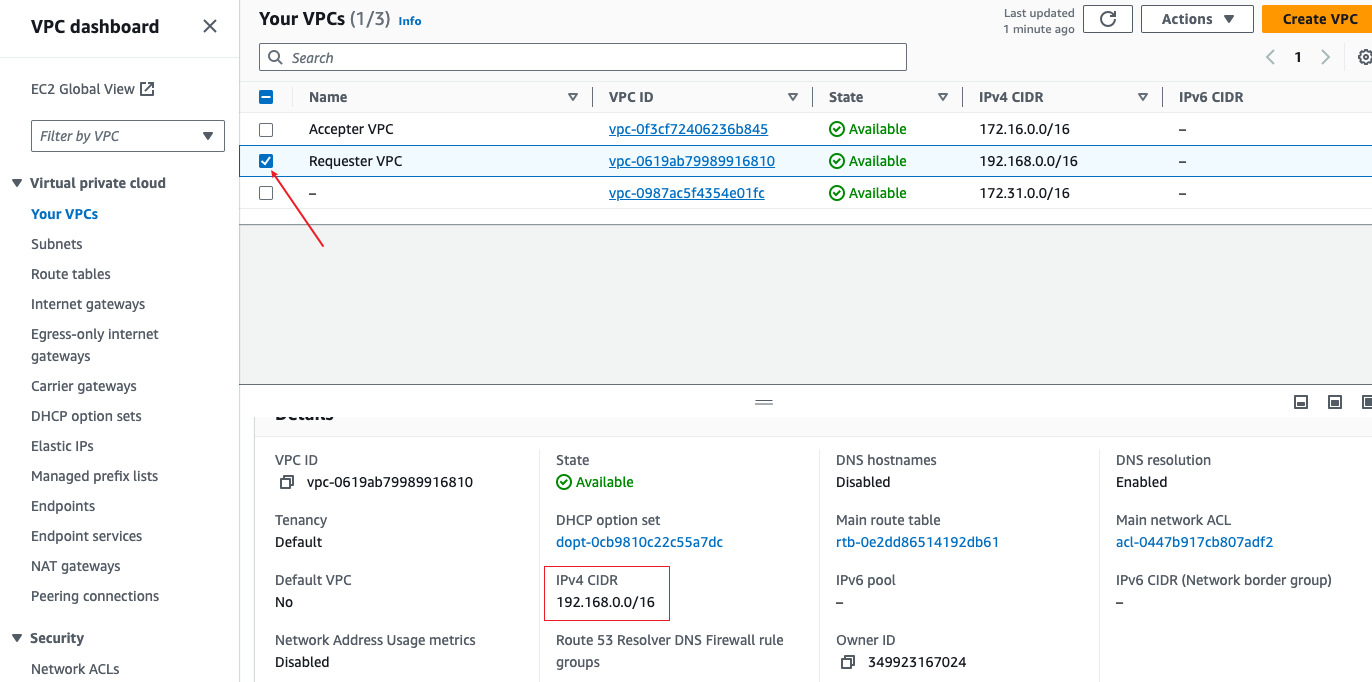 VPC dashboard
EC2 Global View
Filter by VPC
Virtual private cloud
Your VPCs
Subnets
Route tables
Internet gateways
Egress-only internet
gateways
Carrier gateways
DHCP option sets
Elastic IPs
Managed prefix lists
Endpoints
Endpoint services
NAT gateways
Peering connections
Security
Network ACLs
Your VPCs (1/3) Info
Last updated
1 minute ago
Actions
Create VPC
Search
1
Name VPC ID State IPv4 CIDR IPv6 CIDR
Accepter VPC vpc-0f3cf72406236b845 Available 172.16.0.0/16 –
Requester VPC vpc-0619ab79989916810 Available 192.168.0.0/16 –
– vpc-0987ac5f4354e01fc Available 172.31.0.0/16 –
Details
VPC ID
vpc-0619ab79989916810
State
Available
DNS hostnames
Disabled
DNS resolution
Enabled
Tenancy
Default
DHCP option set
dopt-0cb9810c22c55a7dc
Main route table
rtb-0e2dd86514192db61
Main network ACL
acl-0447b917cb807adf2
Default VPC
No
IPv4 CIDR
192.168.0.0/16
IPv6 pool
–
IPv6 CIDR (Network border group)
–
Network Address Usage metrics
Disabled
Route 53 Resolver DNS Firewall rule
groups
Owner ID
349923167024